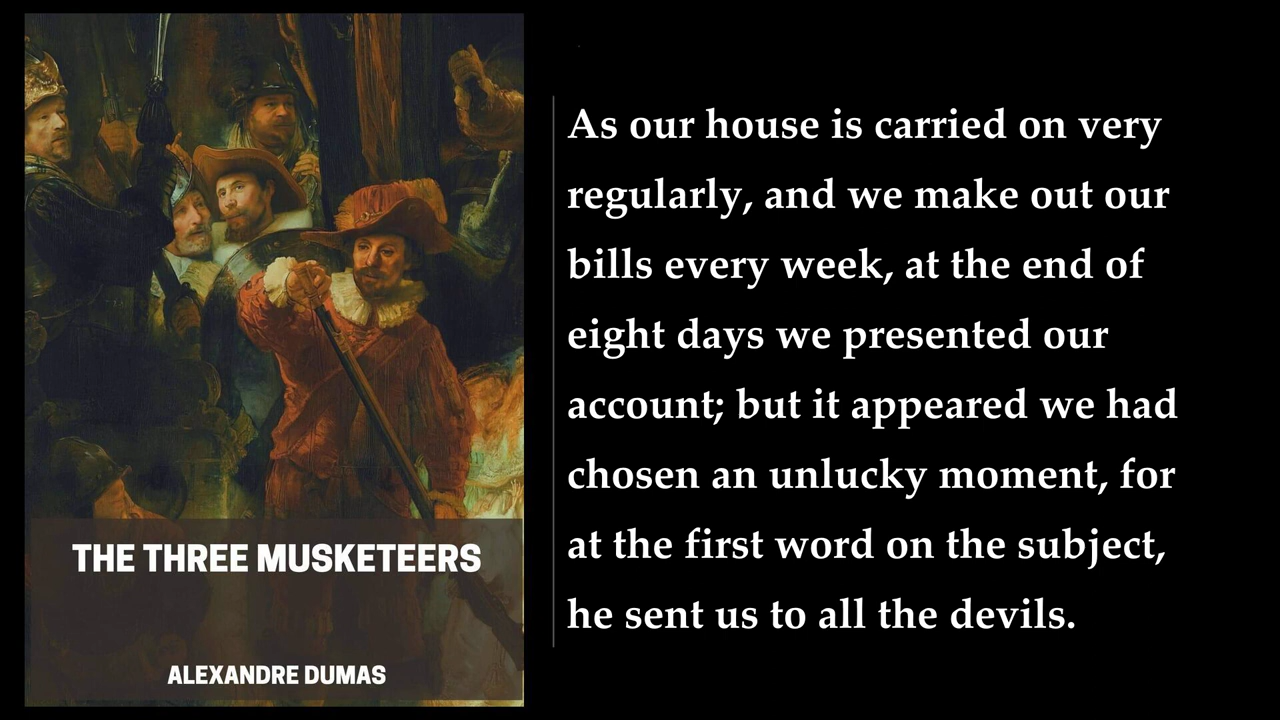 THE THREE MUSKETEERS
ALEXANDRE DUMAS
As our house is carried on very
regularly, and we make out our
bills every week, at the end of
eight days we presented our
account; but it appeared we had
chosen an unlucky moment, for
at the first word on the subject,
he sent us to all the devils.